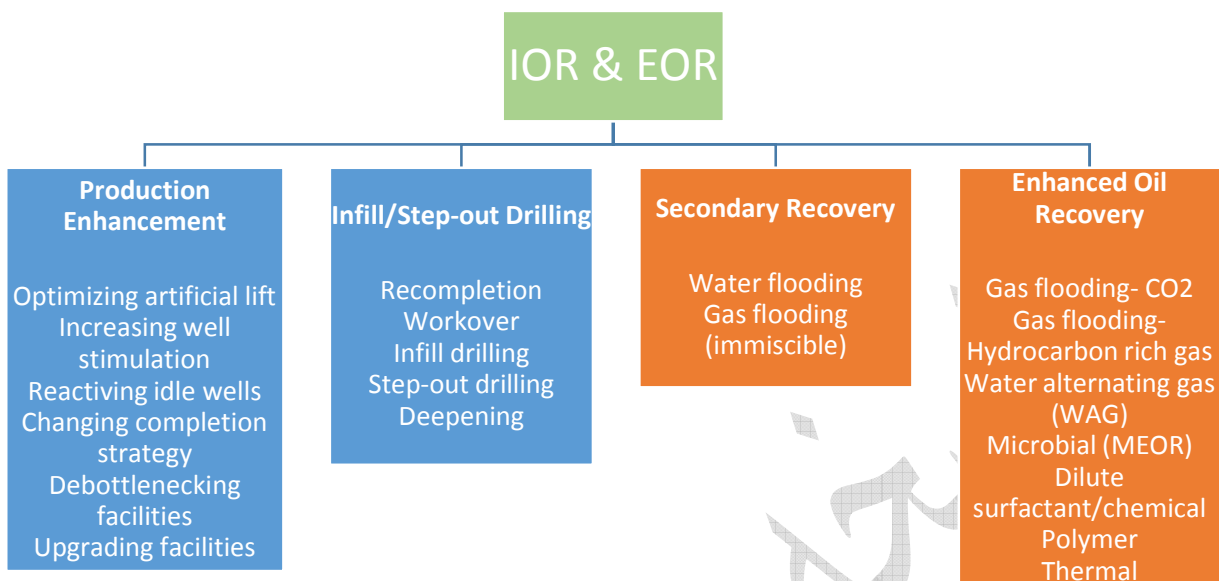 IOR & EOR
Production
Enhancement
Optimizing artificial lift
Increasing well
stimulation
Reactiving idle wells
Changing completion
strategy
Debottlenecking
facilities
Upgrading facilities
Infill/Step-out Drilling
Recompletion
Workover
Infill drilling
Step-out drilling
Deepening
Secondary Recovery
Water flooding
Gas flooding
(immiscible)
Enhanced Oil
Recovery
Gas flooding- CO2
Gas flooding-
Hydrocarbon rich gas
Water alternating gas
(WAG)
Microbial (MEOR)
Dilute
surfactant/chemical
Polymer
Thermal